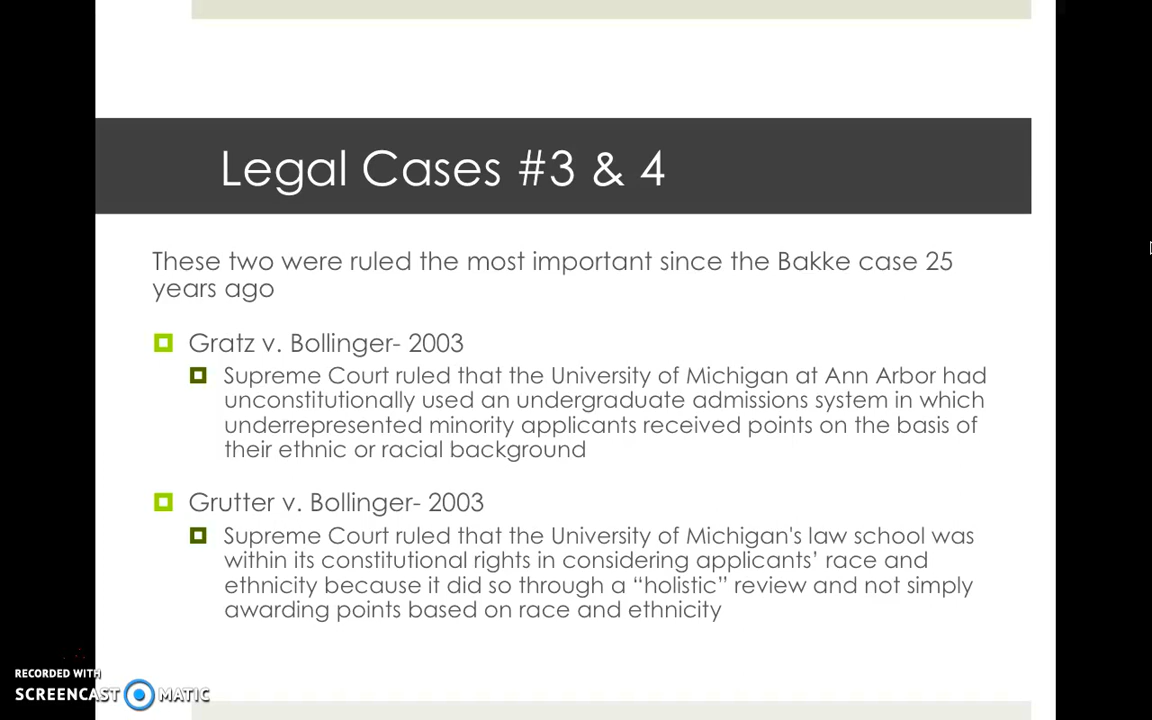 Legal Cases #3 & 4
These two were ruled the most important since the Bakke case 25
years ago
Gratz v. Bollinger- 2003
Supreme Court ruled that the University of Michigan at Ann Arbor had
unconstitutionally used an undergraduate admissions system in which
underrepresented minority applicants received points on the basis of
their ethnic or racial background
Grutter v. Bollinger- 2003
Supreme Court ruled that the University of Michigan's law school was
within its constitutional rights in considering applicants’ race and
ethnicity because it did so through a “holistic” review and not simply
awarding points based on race and ethnicity
RECORDED WITH
SCREENCAST MATIC